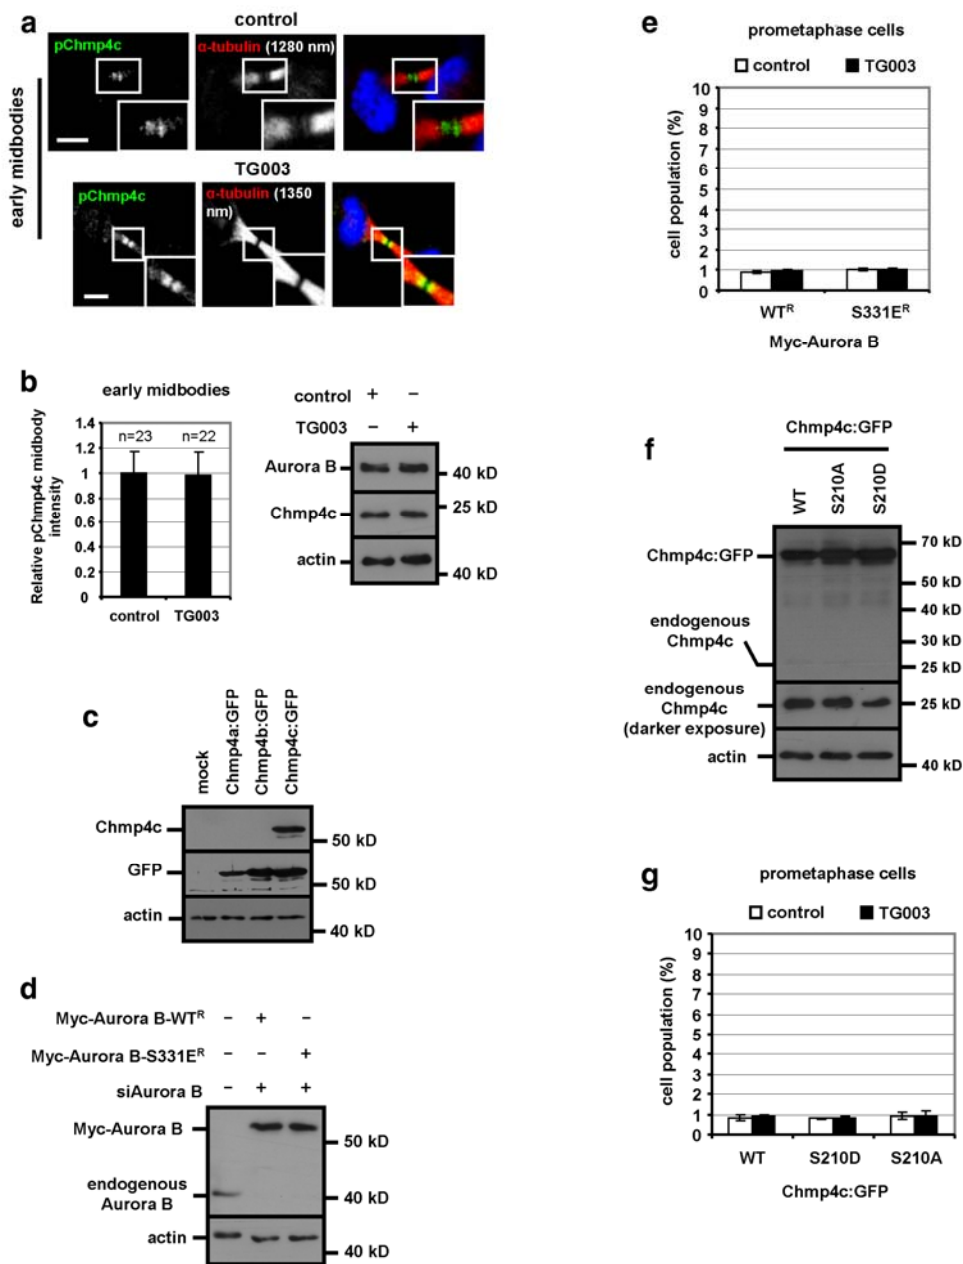 a
control
early midbodies
pChmp4c
α-tubulin (1280 nm)
TG003
pChmp4c
α-tubulin (1350
nm)
b
early midbodies
Relative pChmp4c midbody
intensity
1.4
1.2
1
0.8
0.6
0.4
0.2
0
n=23
n=22
control
TG003
control + −
TG003 − +
Aurora B
40 kD
25 kD
Chmp4c
actin
40 kD
c
mock
Chmp4a:GFP
Chmp4b:GFP
Chmp4c:GFP
Chmp4c
50 kD
GFP
50 kD
actin
40 kD
d
Myc-Aurora B-WTᴿ − + −
Myc-Aurora B-S331Eᴿ − − +
siAurora B − + +
Myc-Aurora B
50 kD
endogenous
Aurora B
40 kD
actin
40 kD
e
prometaphase cells
control TG003
cell population (%)
10
9
8
7
6
5
4
3
2
1
0
WTᴿ S331Eᴿ
Myc-Aurora B
f
Chmp4c:GFP
WT
S210A
S210D
Chmp4c:GFP
70 kD
50 kD
40 kD
30 kD
25 kD
endogenous
Chmp4c
endogenous
Chmp4c
(darker exposure)
25 kD
actin
40 kD
g
prometaphase cells
control TG003
cell population (%)
10
9
8
7
6
5
4
3
2
1
0
WT S210D S210A
Chmp4c:GFP